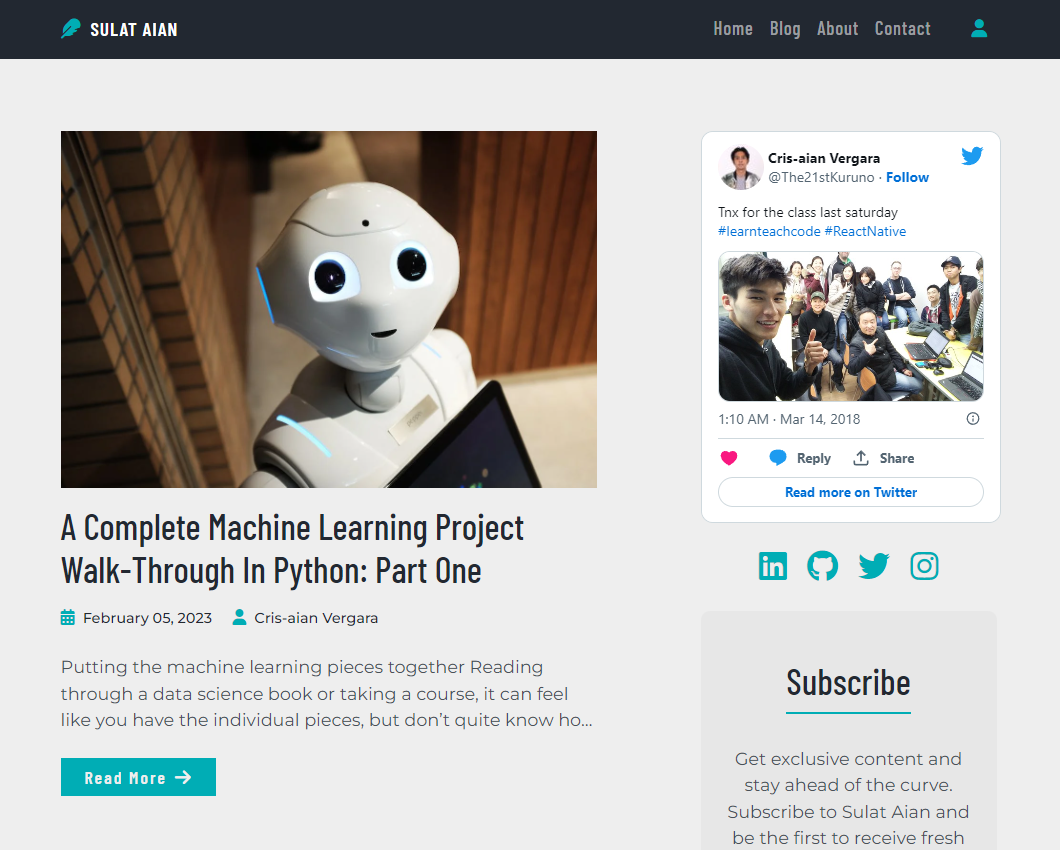 SULAT AIAN
Home Blog About Contact
A Complete Machine Learning Project
Walk-Through In Python: Part One
February 05, 2023 Cris-aian Vergara
Putting the machine learning pieces together Reading
through a data science book or taking a course, it can feel
like you have the individual pieces, but don’t quite know ho...
Read More
Cris-aian Vergara
@The21stKuruno · Follow
Tnx for the class last saturday
#learnteachcode #ReactNative
1:10 AM · Mar 14, 2018
Reply Share
Read more on Twitter
Subscribe
Get exclusive content and
stay ahead of the curve.
Subscribe to Sulat Aian and
be the first to receive fresh